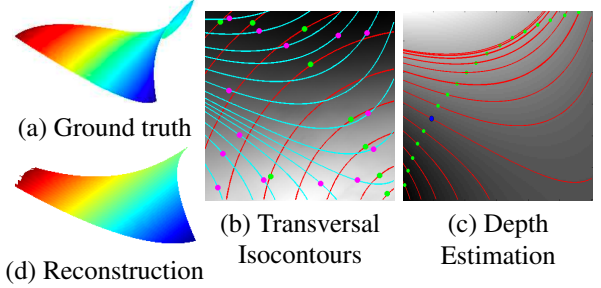 (a) Ground truth
(d) Reconstruction
(b) Transversal
Isocontours
(c) Depth
Estimation